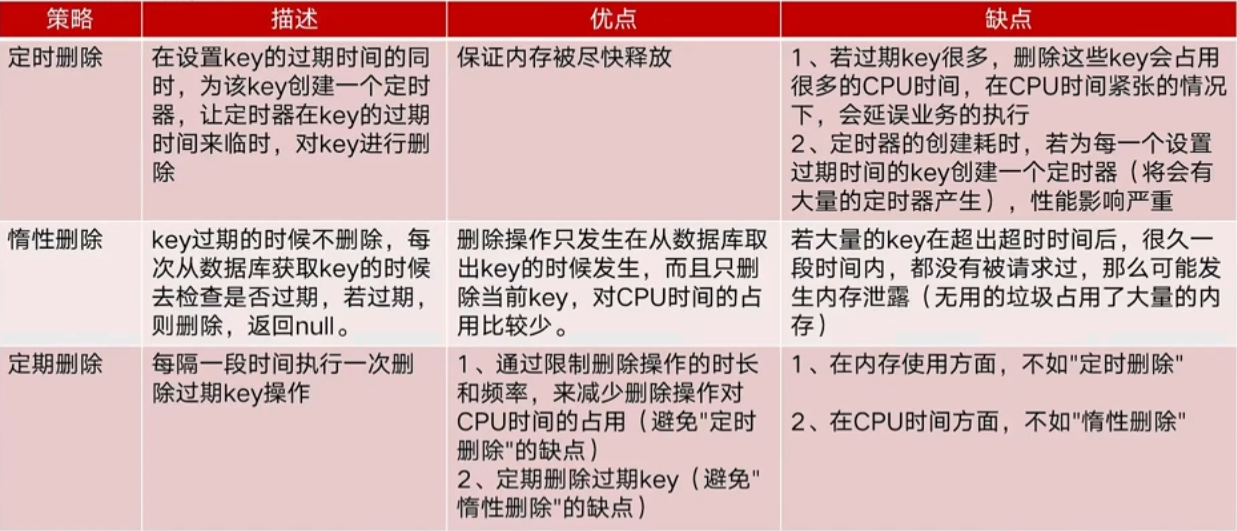 策略
描述
优点
缺点
定时删除
在设置key的过期时间的同
时，为该key创建一个定时
器，让定时器在key的过期
时间来临时，对key进行删
除
保证内存被尽快释放
1、若过期key很多，删除这些key会占用
很多的CPU时间，在CPU时间紧张的情况
下，会延误业务的执行
2、定时器的创建耗时，若为每一个设置
过期时间的key创建一个定时器（将会有
大量的定时器产生），性能影响严重
惰性删除
key过期的时候不删除，每
次从数据库获取key的时候
去检查是否过期，若过期，
则删除，返回null。
删除操作只发生在从数据库取
出key的时候发生，而且只删
除当前key，对CPU时间的占
用比较少。
若大量的key在超出超时时间后，很久一
段时间内，都没有被请求过，那么可能发
生内存泄露（无用的垃圾占用了大量的内
存）
定期删除
每隔一段时间执行一次删
除过期key操作
1、通过限制删除操作的时长
和频率，来减少删除操作对
CPU时间的占用（避免"定时
删除"的缺点）
2、定期删除过期key（避免"
惰性删除"的缺点）
1、在内存使用方面，不如"定时删除"
2、在CPU时间方面，不如"惰性删除"